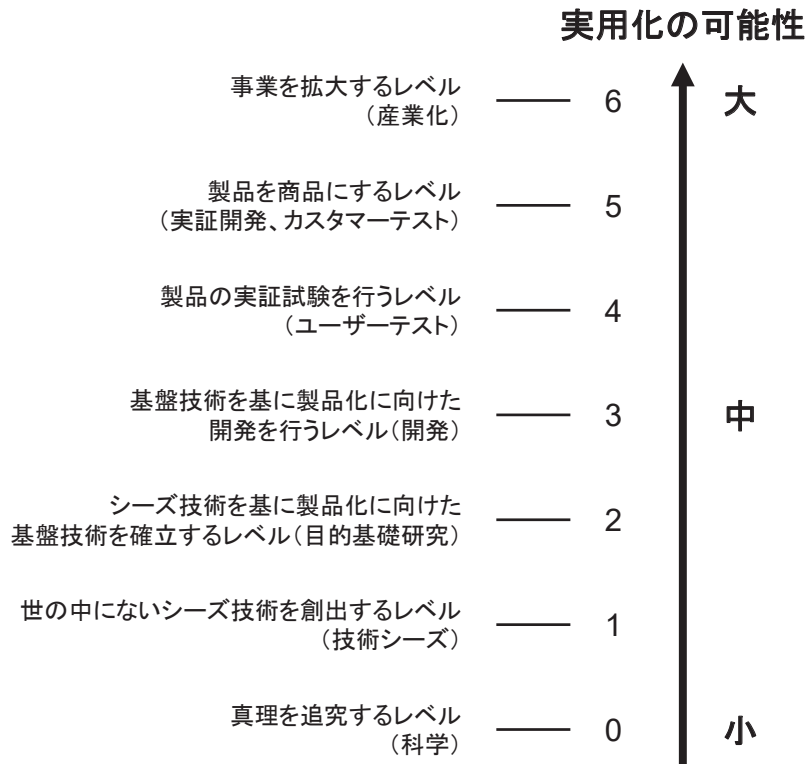 実用化の可能性
事業を拡大するレベル
(産業化)
6
大
製品を商品にするレベル
(実証開発、カスタマーテスト)
5
製品の実証試験を行うレベル
(ユーザーテスト)
4
基盤技術を基に製品化に向けた
開発を行うレベル(開発)
3
中
シーズ技術を基に製品化に向けた
基盤技術を確立するレベル(目的基礎研究)
2
世の中にないシーズ技術を創出するレベル
(技術シーズ)
1
真理を追究するレベル
(科学)
0
小